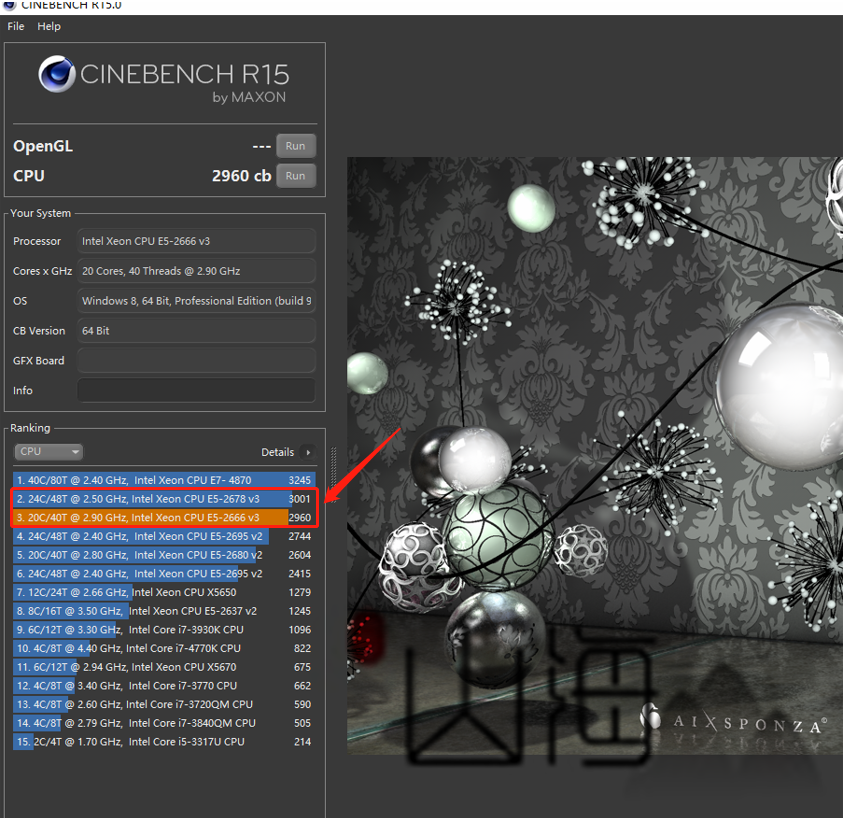 CINEBENCH R15.0
File Help
CINEBENCH R15
by MAXON
OpenGL --- Run
CPU 2960 cb Run
Your System
Processor Intel Xeon CPU E5-2666 v3
Cores x GHz 20 Cores, 40 Threads @ 2.90 GHz
OS Windows 8, 64 Bit, Professional Edition (build 9
CB Version 64 Bit
GFX Board
Info
Ranking
CPU Details
1. 40C/80T @ 2.40 GHz, Intel Xeon CPU E7- 4870 3245
2. 24C/48T @ 2.50 GHz, Intel Xeon CPU E5-2678 v3 3001
3. 20C/40T @ 2.90 GHz, Intel Xeon CPU E5-2666 v3 2960
4. 24C/48T @ 2.40 GHz, Intel Xeon CPU E5-2695 v2 2744
5. 20C/40T @ 2.80 GHz, Intel Xeon CPU E5-2680 v2 2604
6. 24C/48T @ 2.40 GHz, Intel Xeon CPU E5-2695 v2 2415
7. 12C/24T @ 2.66 GHz, Intel Xeon CPU X5650 1279
8. 8C/16T @ 3.50 GHz, Intel Xeon CPU E5-2637 v2 1245
9. 6C/12T @ 3.30 GHz, Intel Core i7-3930K CPU 1096
10. 4C/8T @ 4.40 GHz, Intel Core i7-4770K CPU 822
11. 6C/12T @ 2.94 GHz, Intel Xeon CPU X5670 675
12. 4C/8T @ 3.40 GHz, Intel Core i7-3770 CPU 662
13. 4C/8T @ 2.60 GHz, Intel Core i7-3720QM CPU 590
14. 4C/8T @ 2.79 GHz, Intel Core i7-3840QM CPU 505
15. 2C/4T @ 1.70 GHz, Intel Core i5-3317U CPU 214
AIXSPONZA©